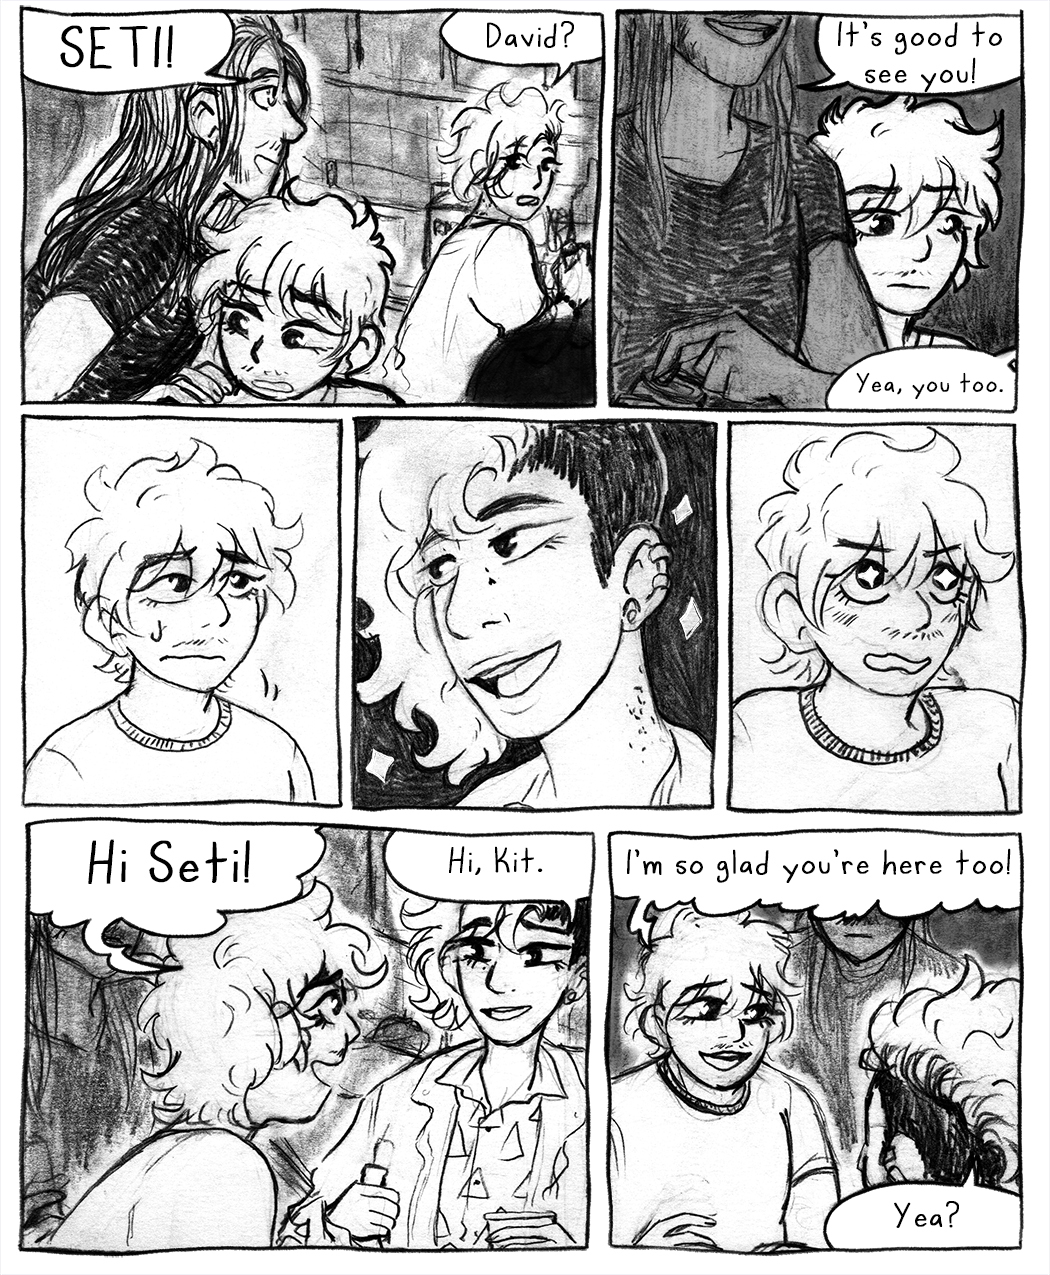 SETI!
David?
It's good to
see you!
Yea, you too.
Hi Seti!
Hi, Kit.
I'm so glad you're here too!
Yea?